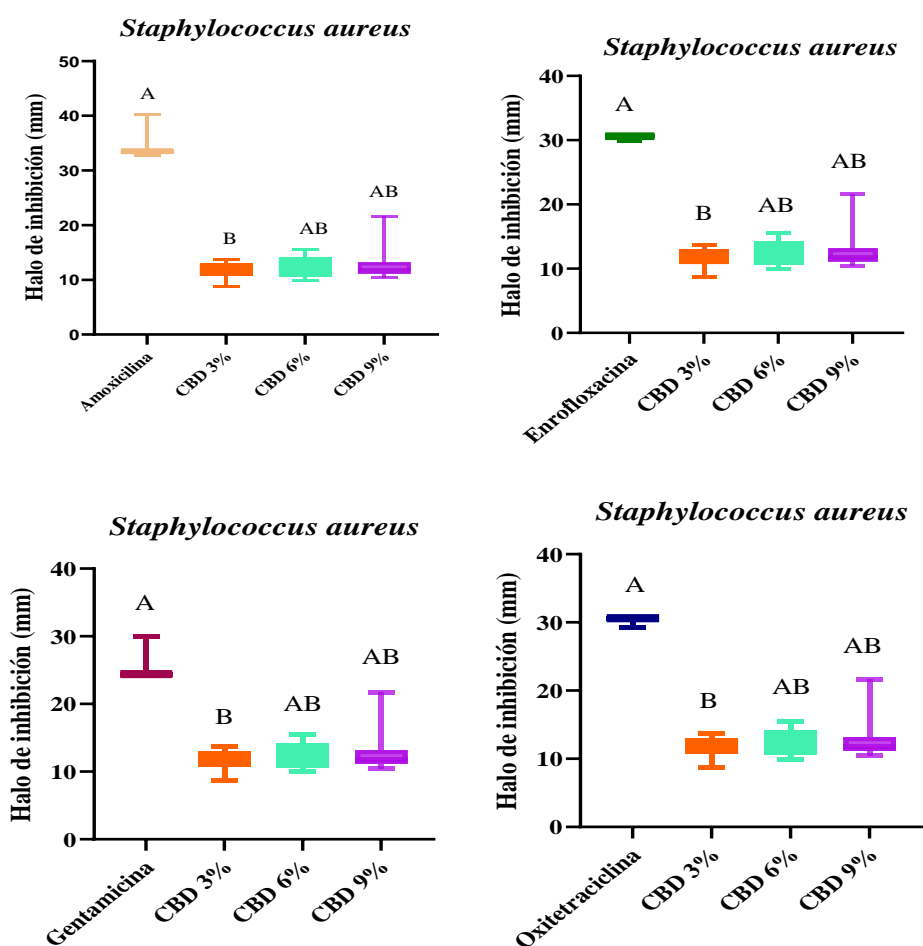 Staphylococcus aureus
Halo de inhibición (mm)
50
40
30
20
10
0
A
B
AB
AB
Amoxicilina
CBD 3%
CBD 6%
CBD 9%
Staphylococcus aureus
Halo de inhibición (mm)
40
30
20
10
0
A
B
AB
AB
Enrofloxacina
CBD 3%
CBD 6%
CBD 9%
Staphylococcus aureus
Halo de inhibición (mm)
40
30
20
10
0
A
B
AB
AB
Gentamicina
CBD 3%
CBD 6%
CBD 9%
Staphylococcus aureus
Halo de inhibición (mm)
40
30
20
10
0
A
B
AB
AB
Oxitetraciclina
CBD 3%
CBD 6%
CBD 9%